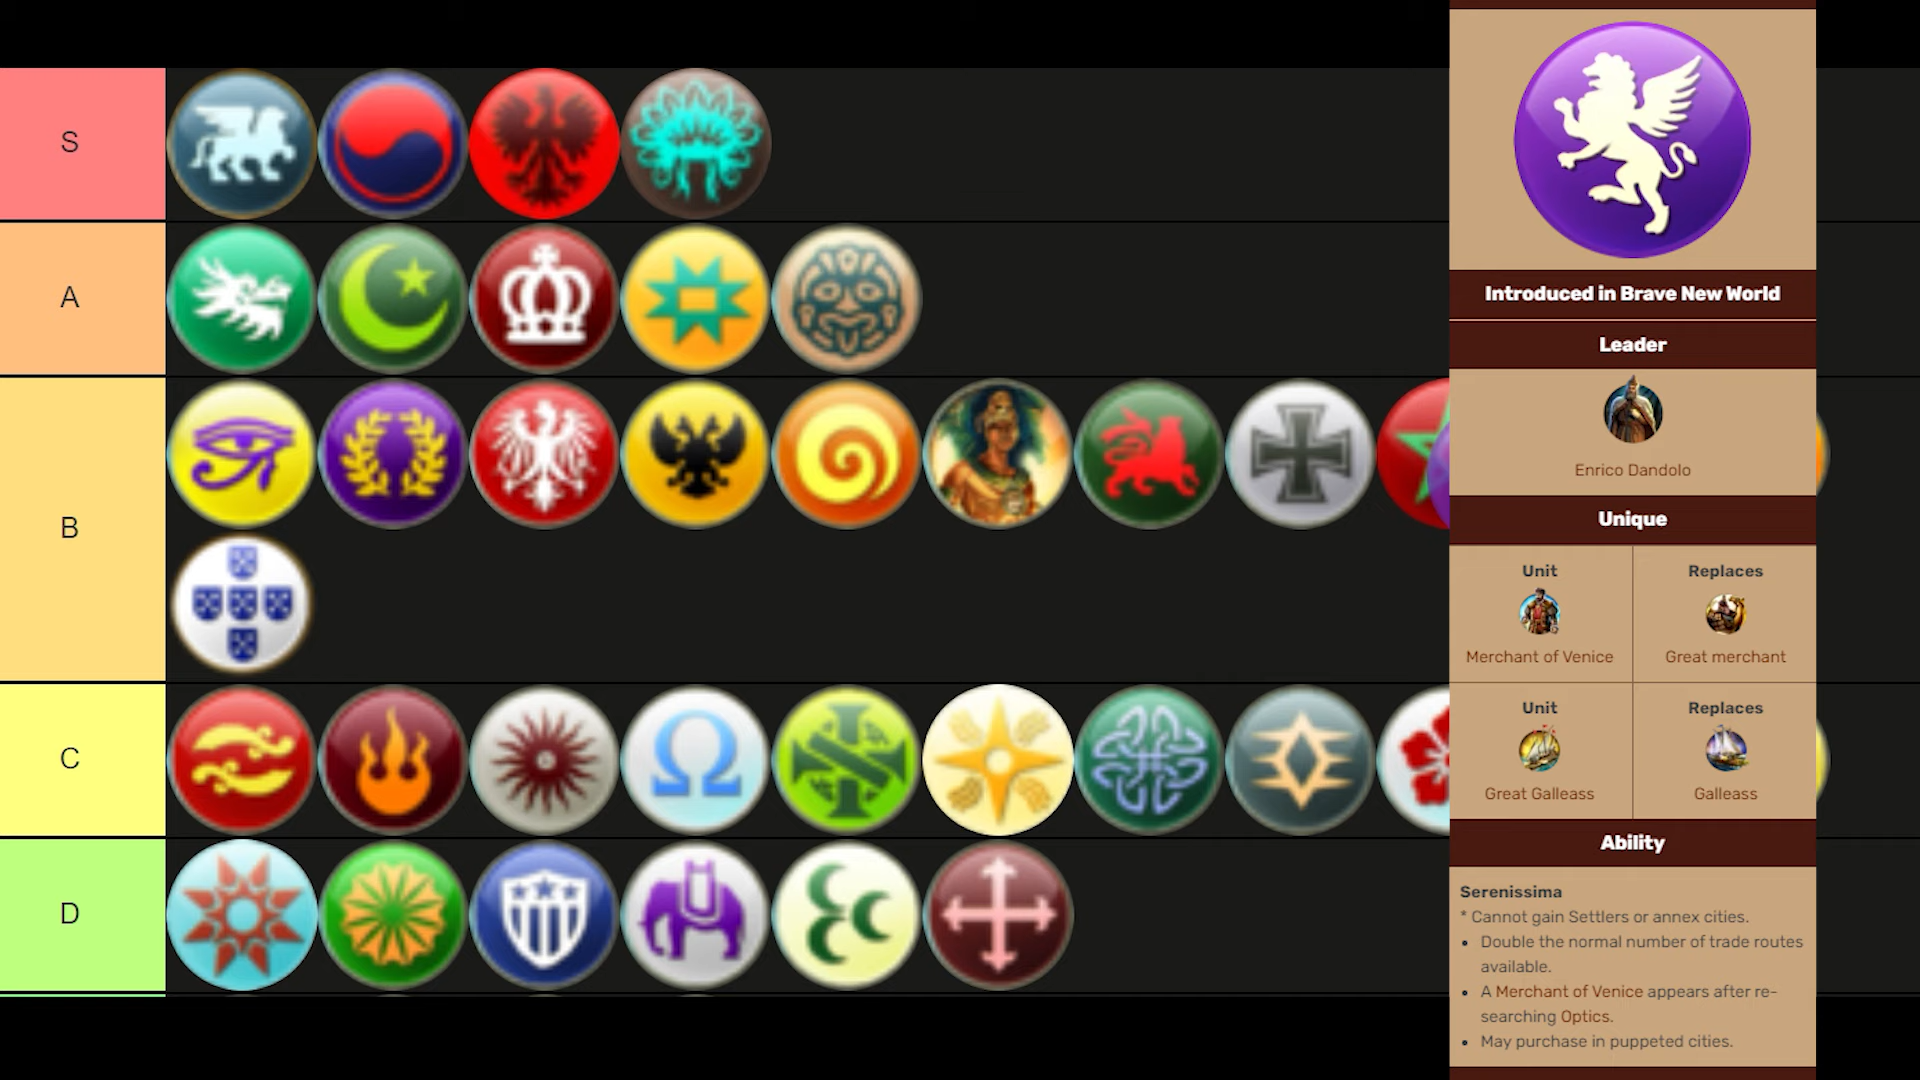 S
A
B
C
D
Introduced in Brave New World
Leader
Enrico Dandolo
Unique
Unit
Replaces
Merchant of Venice
Great merchant
Unit
Replaces
Great Galleass
Galleass
Ability
Serenissima
* Cannot gain Settlers or annex cities.
• Double the normal number of trade routes
available.
• A Merchant of Venice appears after re-
searching Optics.
• May purchase in puppeted cities.